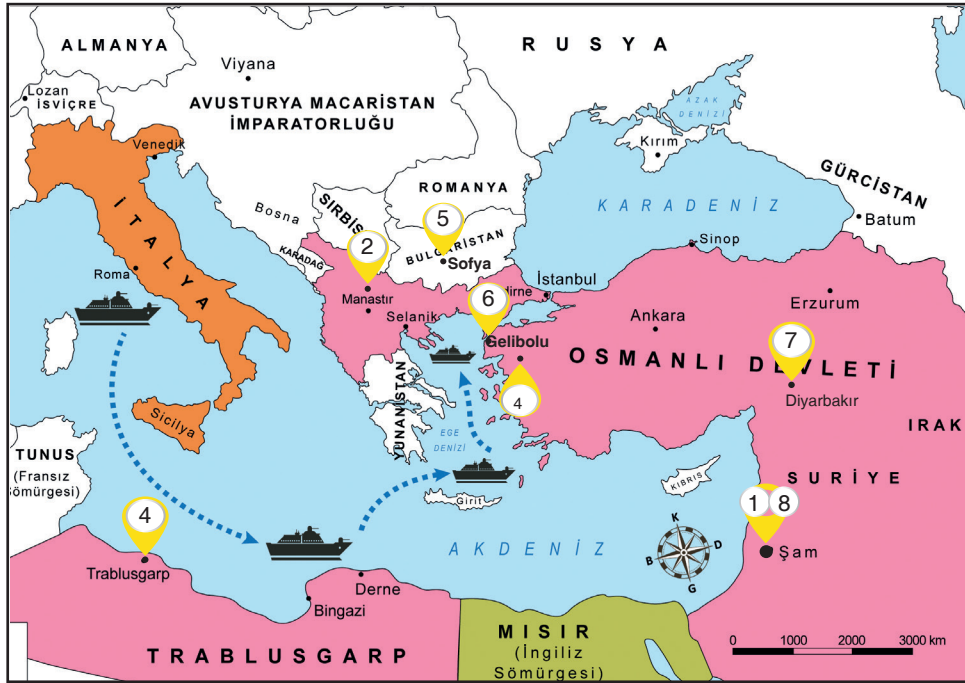 RUSYA
ALMANYA
Viyana
Lozan
İSVİÇRE
AVUSTURYA MACARİSTAN
İMPARATORLUĞU
AZAK
DENİZİ
Kırım
Venedik
GÜRCİSTAN
ROMANYA
SIRBİS
Bosna
KARADENİZ
Batum
5
2
BULGARİSTAN
Sofya
Sinop
KARADAĞ
İTALYA
Roma
İstanbul
6
dirne
Manastır
Erzurum
Selanik
Ankara
Gelibolu
7
OSMANLI DEVLETİ
4
Diyarbakır
YUNANİSTAN
Sicilya
IRAK
EGE
DENİZİ
TUNUS
(Fransız
Sömürgesi)
KIBRIS
SURİYE
Girit
1
8
4
AKDENİZ
K
D
B
G
Şam
Trablusgarp
Derne
Bingazi
MISIR
(İngiliz
Sömürgesi)
TRABLUSGARP
0 1000 2000 3000 km